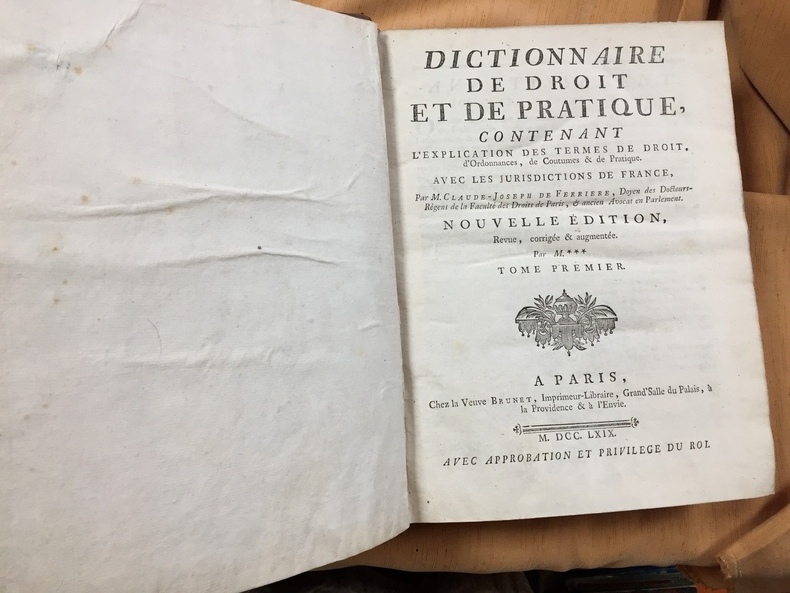 DICTIONNAIRE
DE DROIT
ET DE PRATIQUE,
CONTENANT
L'EXPLICATION DES TERMES DE DROIT,
d'Ordonnances, de Coutumes & de Pratique.
AVEC LES JURISDICTIONS DE FRANCE,
Par M. CLAUDE-JOSEPH DE FERRIERE, Doyen des Docteurs-
Régens de la Faculté des Droits de Paris, & ancien Avocat en Parlement.
NOUVELLE ÉDITION,
Revue, corrigée & augmentée.
Par M. ***
TOME PREMIER.
A PARIS,
Chez la Veuve BRUNET, Imprimeur-Libraire, Grand'Salle du Palais, à
la Providence & à l'Envie.
M. DCC. LXIX.
AVEC APPROBATION ET PRIVILEGE DU ROI.